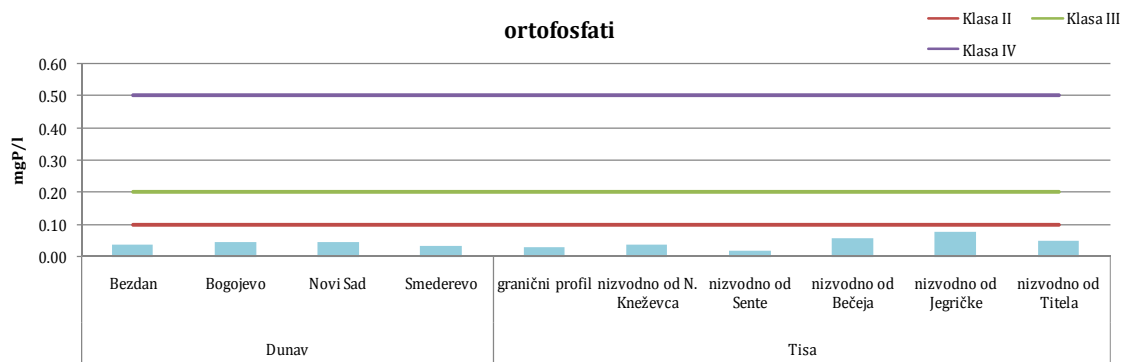 ortofosfati
Klasa II
Klasa III
Klasa IV
mgP/l
0.60
0.50
0.40
0.30
0.20
0.10
0.00
Bezdan
Bogojevo
Novi Sad
Smederevo
granični profil
nizvodno od N.
Kneževca
nizvodno od
Sente
nizvodno od
Bečeja
nizvodno od
Jegričke
nizvodno od
Titela
Dunav
Tisa